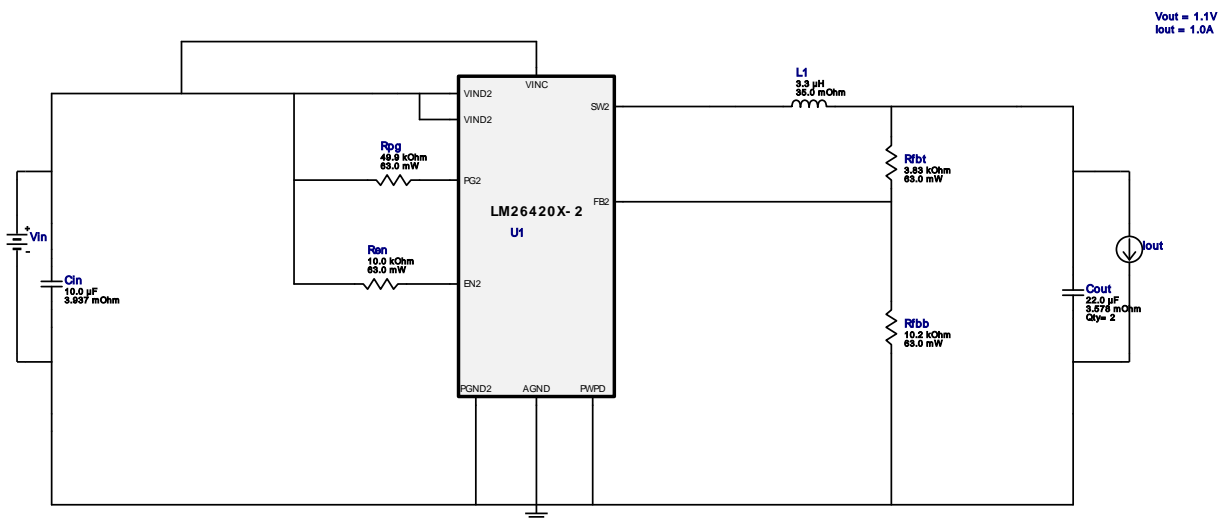 Vout = 1.1V
Iout = 1.0A
L1
3.3 µH
35.0 mOhm
VINC
VIND2
SW2
VIND2
Rpg
49.9 kOhm
63.0 mW
Rfbt
3.83 kOhm
63.0 mW
PG2
FB2
LM26420X-2
U1
Vin
+
-
Ren
10.0 kOhm
63.0 mW
Iout
Cin
10.0 µF
3.937 mOhm
EN2
Cout
22.0 µF
3.578 mOhm
Qty= 2
Rfbb
10.2 kOhm
63.0 mW
PGND2
AGND
PWPD